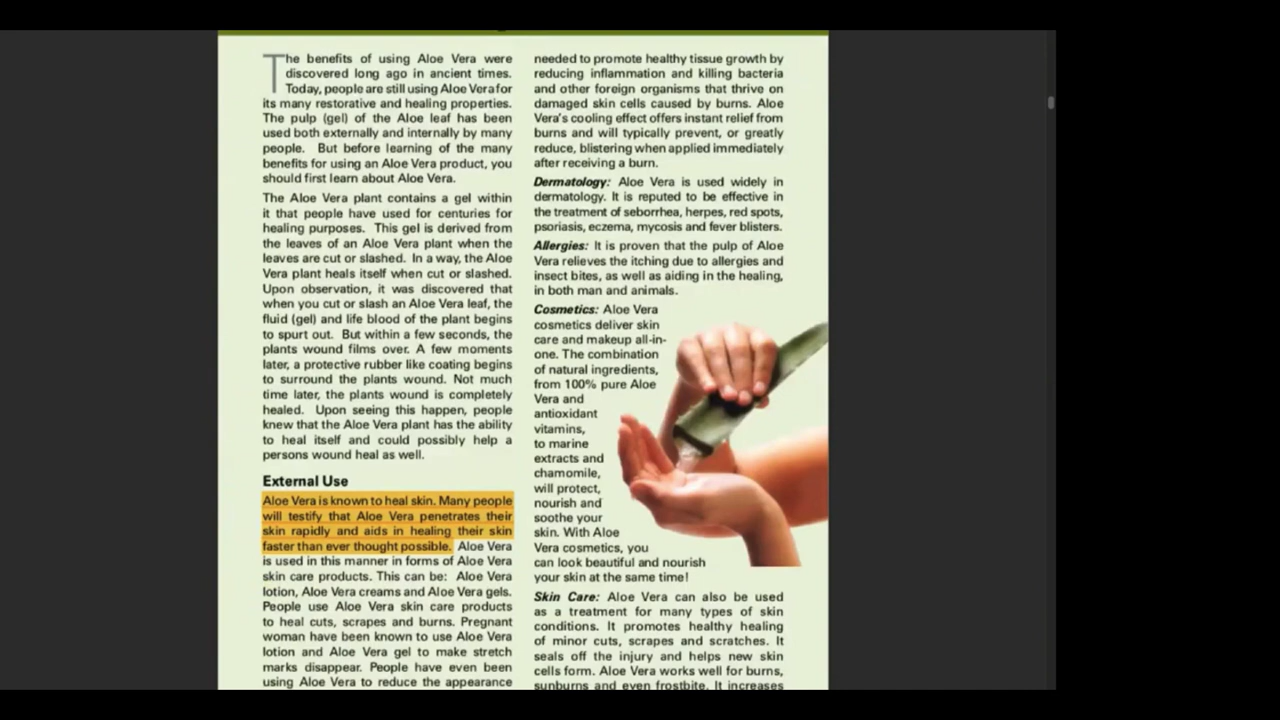 The benefits of using Aloe Vera were
discovered long ago in ancient times.
Today, people are still using Aloe Vera for
its many restorative and healing properties.
The pulp (gel) of the Aloe leaf has been
used both externally and internally by many
people. But before learning of the many
benefits for using an Aloe Vera product, you
should first learn about Aloe Vera.
The Aloe Vera plant contains a gel within
it that people have used for centuries for
healing purposes. This gel is derived from
the leaves of an Aloe Vera plant when the
leaves are cut or slashed. In a way, the Aloe
Vera plant heals itself when cut or slashed.
Upon observation, it was discovered that
when you cut or slash an Aloe Vera leaf, the
fluid (gel) and life blood of the plant begins
to spurt out. But within a few seconds, the
plants wound films over. A few moments
later, a protective rubber like coating begins
to surround the plants wound. Not much
time later, the plants wound is completely
healed. Upon seeing this happen, people
knew that the Aloe Vera plant has the ability
to heal itself and could possibly help a
persons wound heal as well.
External Use
Aloe Vera is known to heal skin. Many people
will testify that Aloe Vera penetrates their
skin rapidly and aids in healing their skin
faster than ever thought possible. Aloe Vera
is used in this manner in forms of Aloe Vera
skin care products. This can be: Aloe Vera
lotion, Aloe Vera creams and Aloe Vera gels.
People use Aloe Vera skin care products
to heal cuts, scrapes and burns. Pregnant
woman have been known to use Aloe Vera
lotion and Aloe Vera gel to make stretch
marks disappear. People have even been
using Aloe Vera to reduce the appearance
needed to promote healthy tissue growth by
reducing inflammation and killing bacteria
and other foreign organisms that thrive on
damaged skin cells caused by burns. Aloe
Vera's cooling effect offers instant relief from
burns and will typically prevent, or greatly
reduce, blistering when applied immediately
after receiving a burn.
Dermatology: Aloe Vera is used widely in
dermatology. It is reputed to be effective in
the treatment of seborrhea, herpes, red spots,
psoriasis, eczema, mycosis and fever blisters.
Allergies: It is proven that the pulp of Aloe
Vera relieves the itching due to allergies and
insect bites, as well as aiding in the healing,
in both man and animals.
Cosmetics: Aloe Vera
cosmetics deliver skin
care and makeup all-in-
one. The combination
of natural ingredients,
from 100% pure Aloe
Vera and
antioxidant
vitamins,
to marine
extracts and
chamomile,
will protect,
nourish and
soothe your
skin. With Aloe
Vera cosmetics, you
can look beautiful and nourish
your skin at the same time!
Skin Care: Aloe Vera can also be used
as a treatment for many types of skin
conditions. It promotes healthy healing
of minor cuts, scrapes and scratches. It
seals off the injury and helps new skin
cells form. Aloe Vera works well for burns,
sunburns and even frostbite. It increases